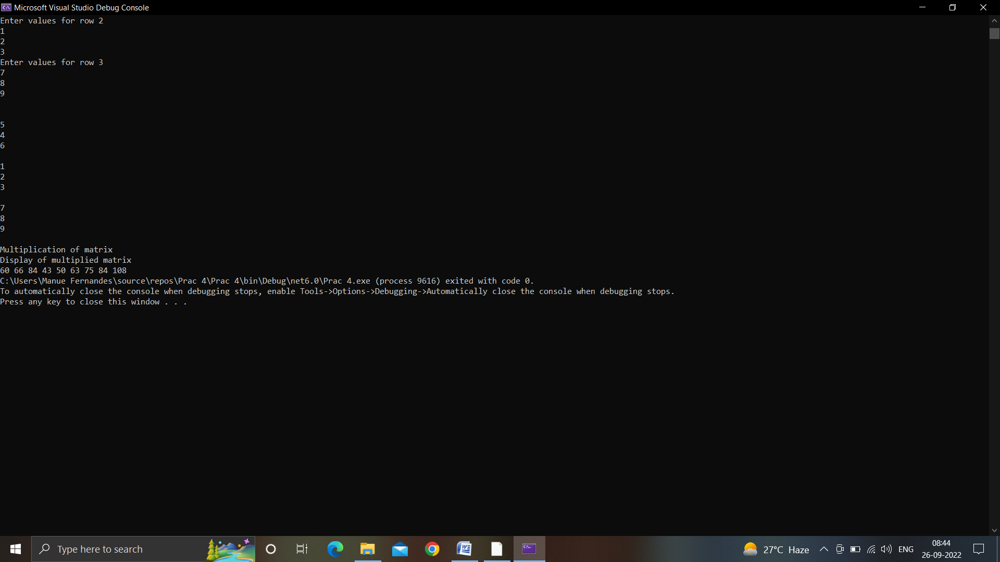 Microsoft Visual Studio Debug Console
Enter values for row 2
1
2
3
Enter values for row 3
7
8
9
5
4
6
1
2
3
7
8
9
Multiplication of matrix
Display of multiplied matrix
60 66 84 43 50 63 75 84 108
C:\Users\Manue Fernandes\source\repos\Prac 4\Prac 4\bin\Debug\net6.0\Prac 4.exe (process 9616) exited with code 0.
To automatically close the console when debugging stops, enable Tools->Options->Debugging->Automatically close the console when debugging stops.
Press any key to close this window . . .
Type here to search
27°C Haze
ENG
08:44
26-09-2022